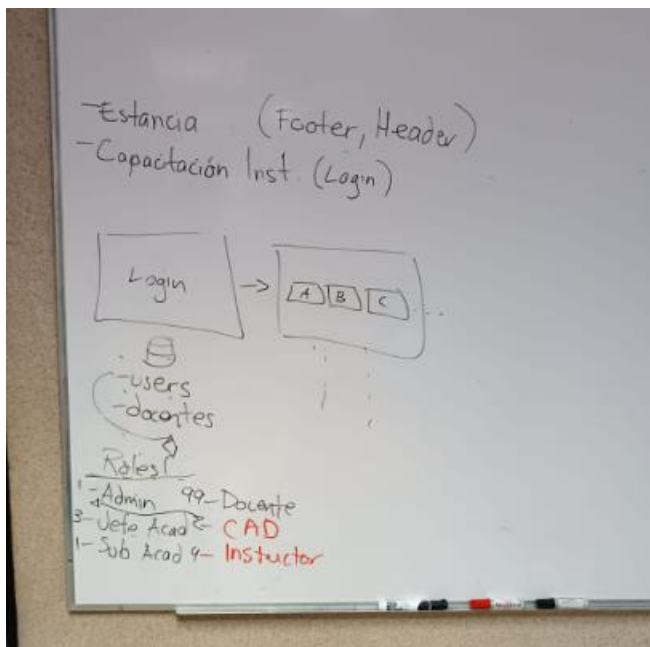 -Estancia (Footer, Header)
-Capacitación Inst. (Login)
Login -> A B C ...
-users
-docentes
Roles
1-Admin 99-Docente
3-Jefe Acad 2- CAD
1-Sub Acad 9- Instuctor